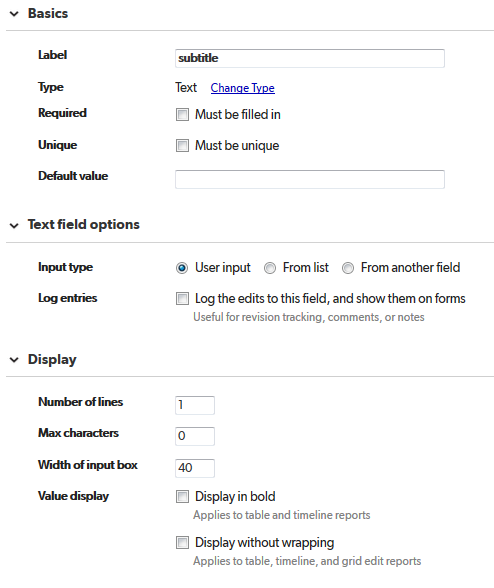 Basics
Label subtitle
Type Text Change Type
Required Must be filled in
Unique Must be unique
Default value
Text field options
Input type User input From list From another field
Log entries Log the edits to this field, and show them on forms
Useful for revision tracking, comments, or notes
Display
Number of lines 1
Max characters 0
Width of input box 40
Value display Display in bold
Applies to table and timeline reports
Display without wrapping
Applies to table, timeline, and grid edit reports